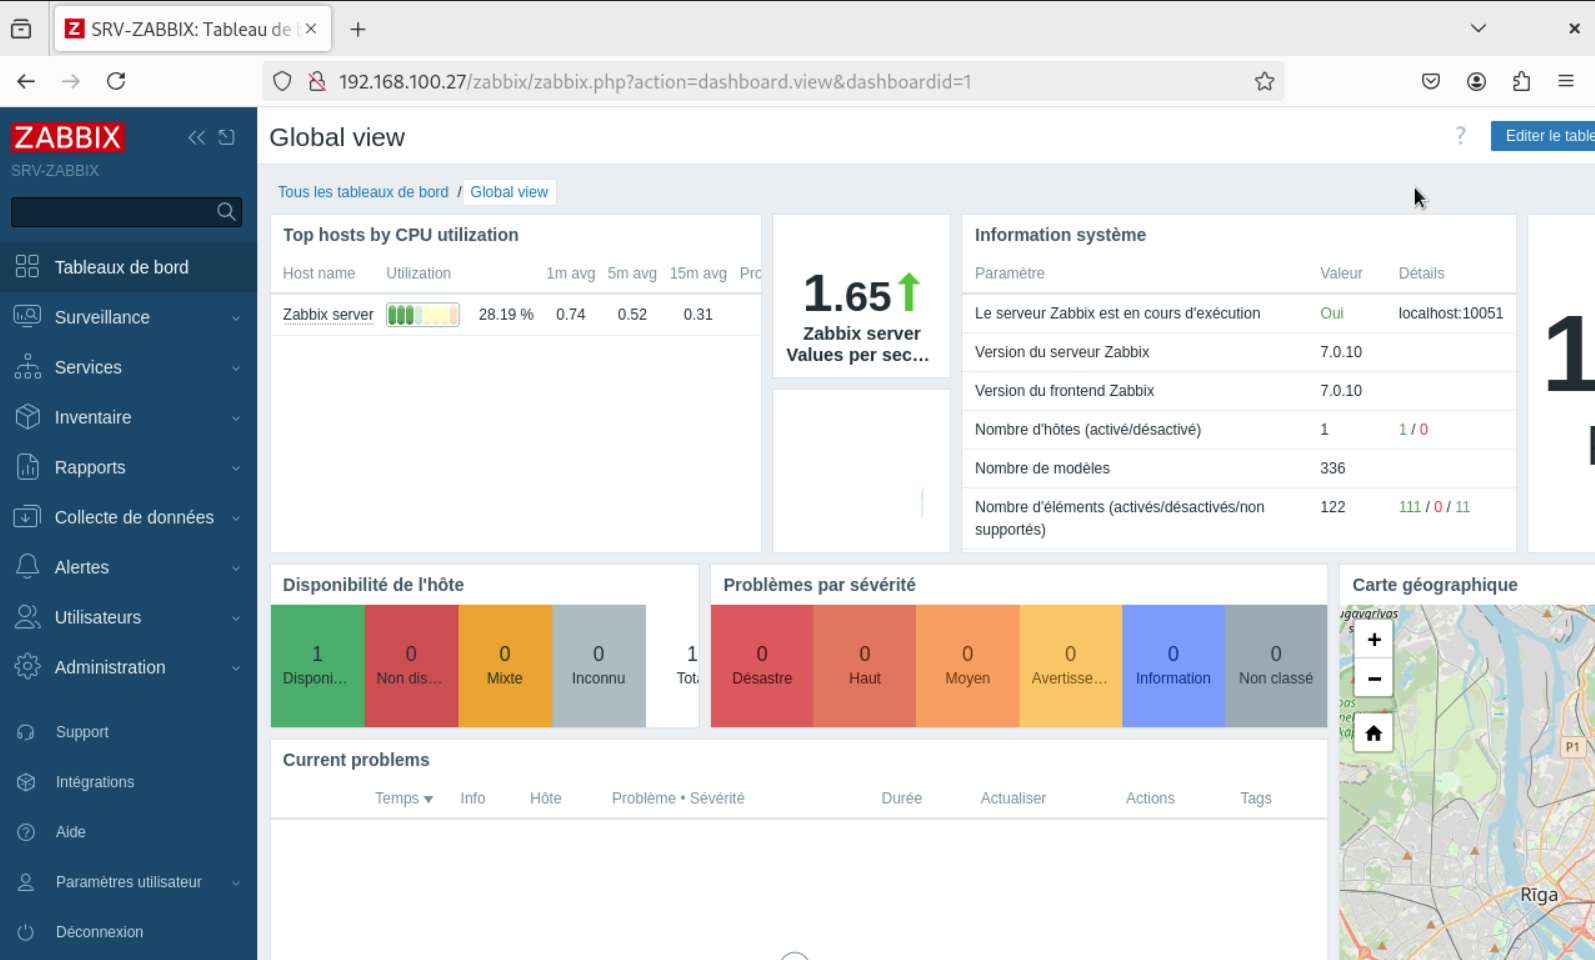 SRV-ZABBIX: Tableau de
192.168.100.27/zabbix/zabbix.php?action=dashboard.view&dashboardid=1
ZABBIX
SRV-ZABBIX
Tableaux de bord
Surveillance
Services
Inventaire
Rapports
Collecte de données
Alertes
Utilisateurs
Administration
Support
Intégrations
Aide
Paramètres utilisateur
Déconnexion
Global view
? Editer le table
Tous les tableaux de bord / Global view
Top hosts by CPU utilization
Host name Utilization 1m avg 5m avg 15m avg Prc
Zabbix server 28.19 % 0.74 0.52 0.31
1.65
Zabbix server
Values per sec...
Information système
Paramètre Valeur Détails
Le serveur Zabbix est en cours d'exécution Oui localhost:10051
Version du serveur Zabbix 7.0.10
Version du frontend Zabbix 7.0.10
Nombre d'hôtes (activé/désactivé) 1 1 / 0
Nombre de modèles 336
Nombre d'éléments (activés/désactivés/non supportés) 122 111 / 0 / 11
1
Disponibilité de l'hôte
1 0 0 0 1
Disponi... Non dis... Mixte Inconnu Tota
Problèmes par sévérité
0 0 0 0 0 0
Désastre Haut Moyen Avertisse... Information Non classé
Carte géographique
+
−
P1
Rīga
Current problems
Temps Info Hôte Problème • Sévérité Durée Actualiser Actions Tags